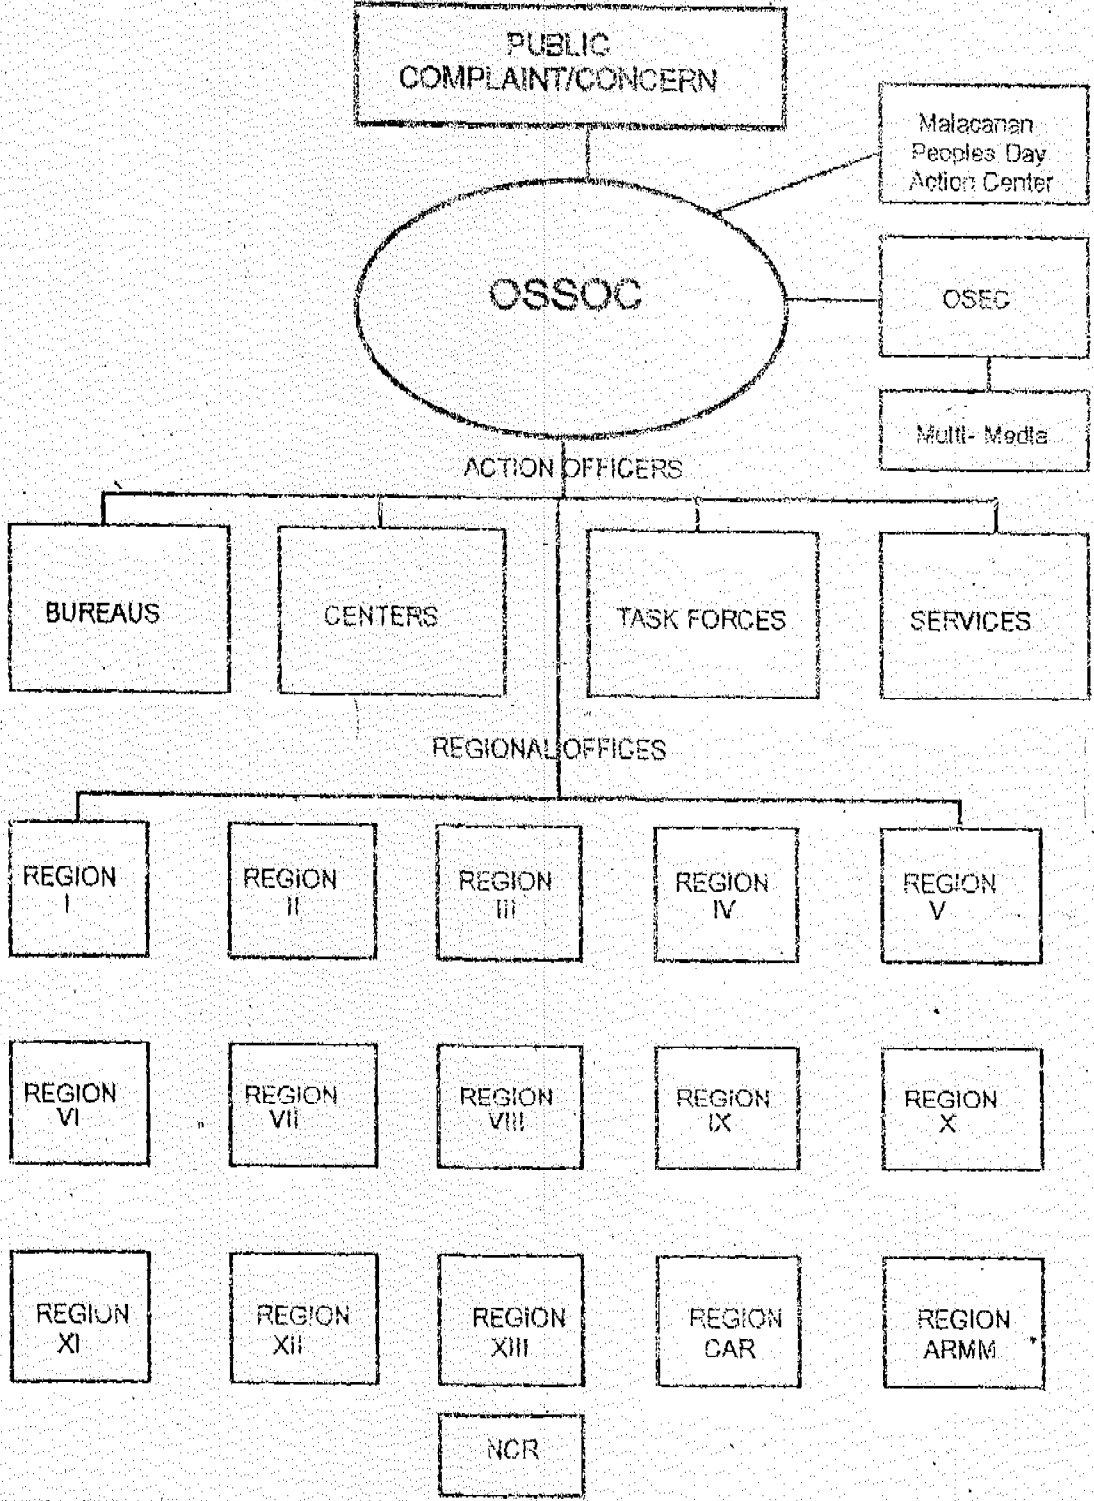 PUBLIC
COMPLAINT/CONCERN
Malacanan
Peoples Day
Action Center
OSSOC
OSEC
Multi- Media
ACTION OFFICERS
BUREAUS
CENTERS
TASK FORCES
SERVICES
REGIONAL OFFICES
REGION
I
REGION
II
REGION
III
REGION
IV
REGION
V
REGION
VI
REGION
VII
REGION
VIII
REGION
IX
REGION
X
REGION
XI
REGION
XII
REGION
XIII
REGION
CAR
REGION
ARMM
NCR